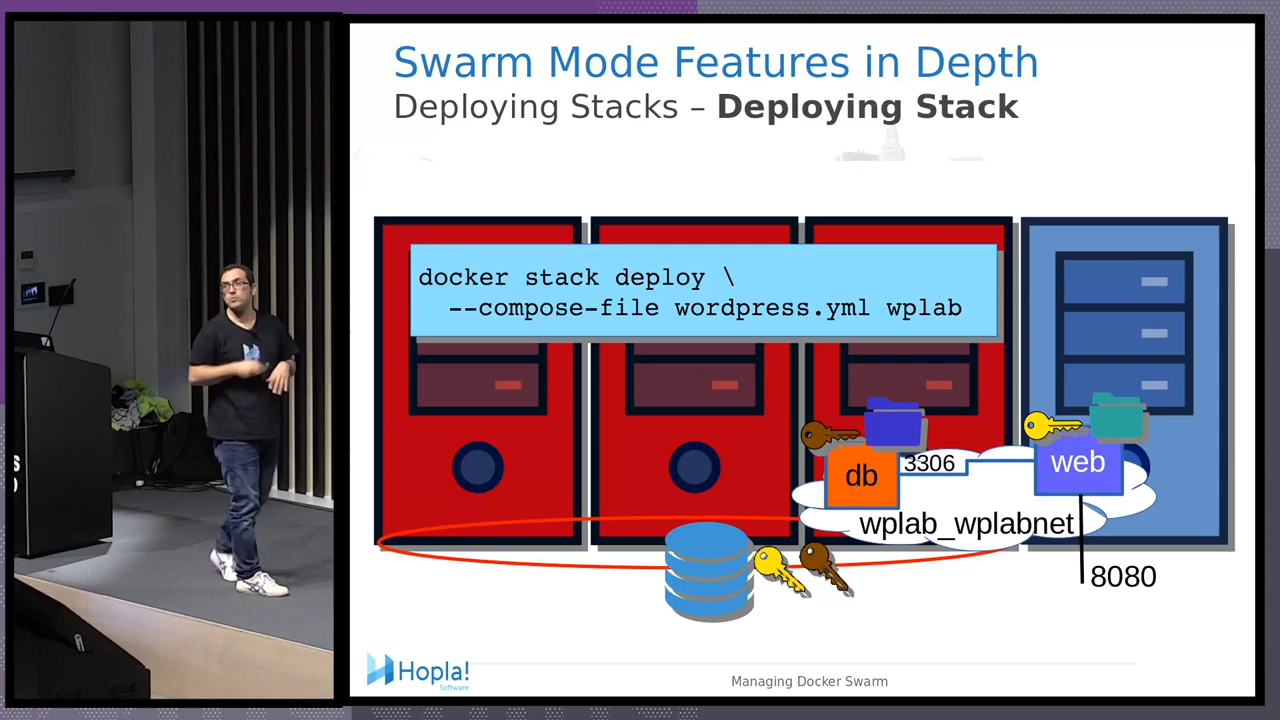 Swarm Mode Features in Depth
Deploying Stacks – Deploying Stack
docker stack deploy \
--compose-file wordpress.yml wplab
db
3306
web
wplab_wplabnet
8080
Hopla!
Software
Managing Docker Swarm